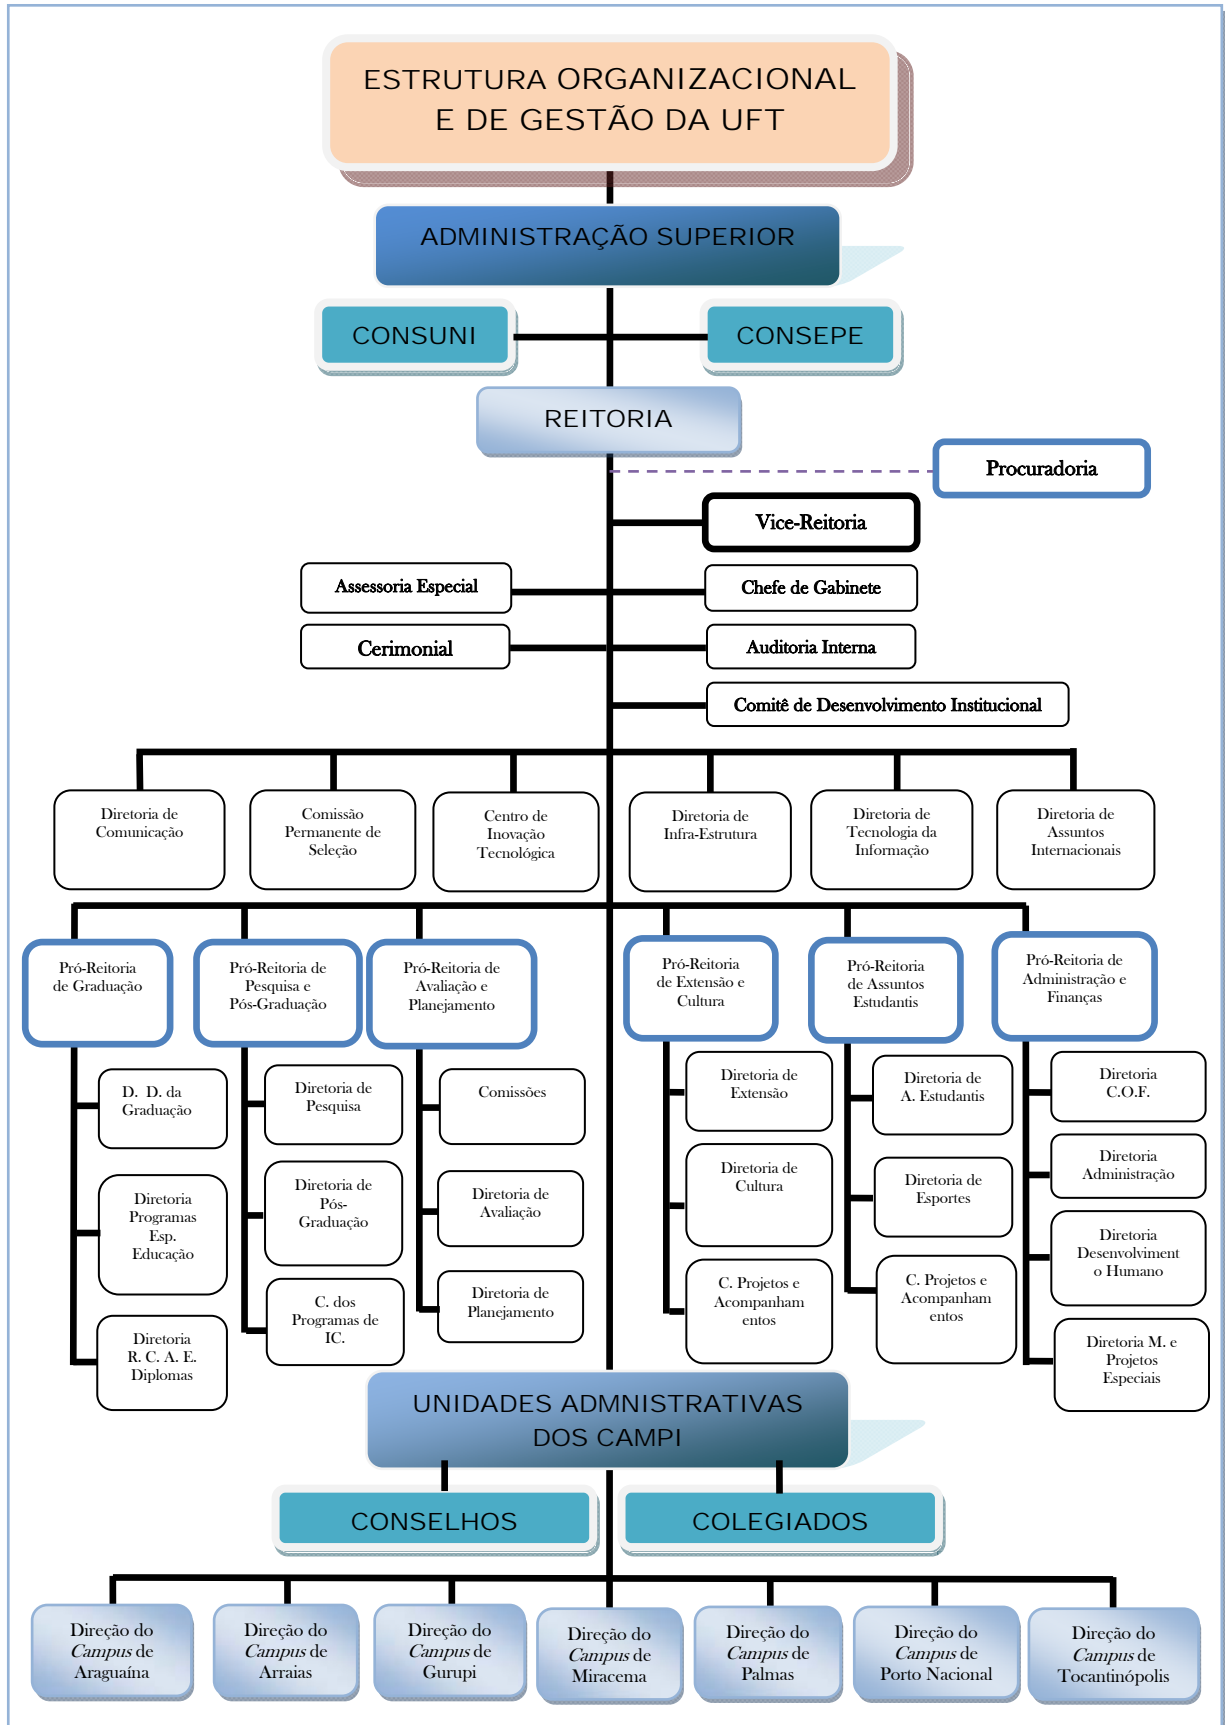 ESTRUTURA ORGANIZACIONAL
E DE GESTÃO DA UFT
ADMINISTRAÇÃO SUPERIOR
CONSUNI
CONSEPE
REITORIA
Procuradoria
Vice-Reitoria
Assessoria Especial
Chefe de Gabinete
Cerimonial
Auditoria Interna
Comitê de Desenvolvimento Institucional
Diretoria de
Comunicação
Comissão
Permanente de
Seleção
Centro de
Inovação
Tecnológica
Diretoria de
Infra-Estrutura
Diretoria de
Tecnologia da
Informação
Diretoria de
Assuntos
Internacionais
Pró-Reitoria
de Graduação
Pró-Reitoria de
Pesquisa e
Pós-Graduação
Pró-Reitoria de
Avaliação e
Planejamento
Pró-Reitoria
de Extensão e
Cultura
Pró-Reitoria
de Assuntos
Estudantis
Pró-Reitoria de
Administração e
Finanças
D. D. da
Graduação
Diretoria
Programas
Esp.
Educação
Diretoria
R. C. A. E.
Diplomas
Diretoria de
Pesquisa
Diretoria de
Pós-
Graduação
C. dos
Programas de
IC.
Comissões
Diretoria de
Avaliação
Diretoria de
Planejamento
Diretoria de
Extensão
Diretoria de
Cultura
C. Projetos e
Acompanham
entos
Diretoria de
A. Estudantis
Diretoria de
Esportes
C. Projetos e
Acompanham
entos
Diretoria
C.O.F.
Diretoria
Administração
Diretoria
Desenvolviment
o Humano
Diretoria M. e
Projetos
Especiais
UNIDADES ADMNISTRATIVAS
DOS CAMPI
CONSELHOS
COLEGIADOS
Direção do
Campus de
Araguaína
Direção do
Campus de
Arraias
Direção do
Campus de
Gurupi
Direção do
Campus de
Miracema
Direção do
Campus de
Palmas
Direção do
Campus de
Porto Nacional
Direção do
Campus de
Tocantinópolis